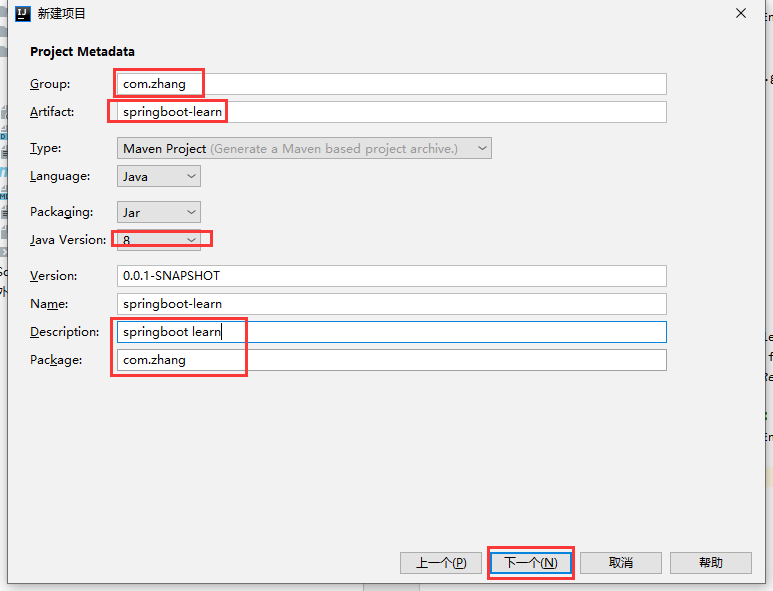 新建项目
Project Metadata
Group: com.zhang
Artifact: springboot-learn
Type: Maven Project (Generate a Maven based project archive.)
Language: Java
Packaging: Jar
Java Version: 8
Version: 0.0.1-SNAPSHOT
Name: springboot-learn
Description: springboot learn
Package: com.zhang
上一个(P) 下一个(N) 取消 帮助